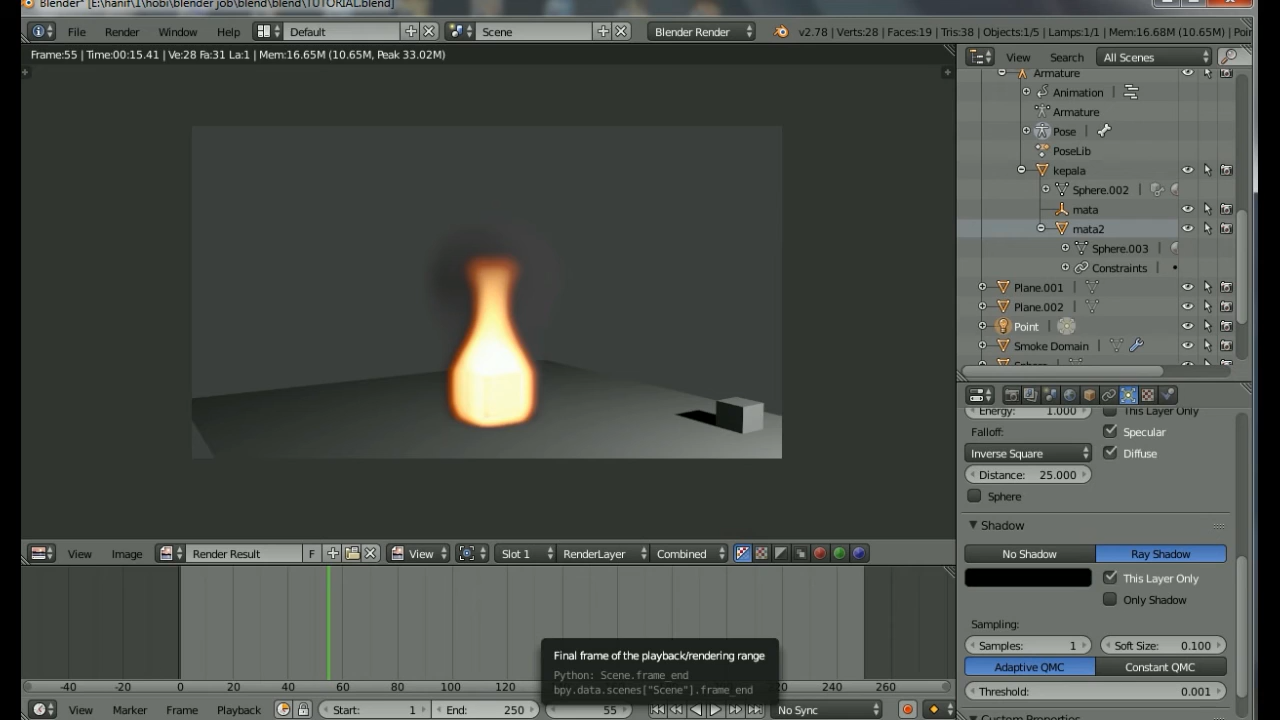 Blender* [E:\hanif\1\hobi\blender job\blend\blend\TUTORIAL.blend]
File Render Window Help Default Scene Blender Render v2.78 | Verts:28 | Faces:19 | Tris:38 | Objects:1/5 | Lamps:1/1 | Mem:16.68M (10.65M) | Poin
Frame:55 | Time:00:15.41 | Ve:28 Fa:31 La:1 | Mem:16.65M (10.65M, Peak 33.02M)
View Search All Scenes
Armature
Animation
Armature
Pose
PoseLib
kepala
Sphere.002
mata
mata2
Sphere.003
Constraints
Plane.001
Plane.002
Point
Smoke Domain
Energy: 1.000 This Layer Only
Falloff: Specular
Inverse Square Diffuse
Distance: 25.000
Sphere
Shadow
No Shadow Ray Shadow
This Layer Only
Only Shadow
Sampling:
Samples: 1 Soft Size: 0.100
Adaptive QMC Constant QMC
Threshold: 0.001
Custom Properties
View Image Render Result F View Slot 1 RenderLayer Combined
Final frame of the playback/rendering range
Python: Scene.frame_end
bpy.data.scenes["Scene"].frame_end
-40 -20 0 20 40 60 80 100 120 240 260
View Marker Frame Playback Start: 1 End: 250 55 No Sync